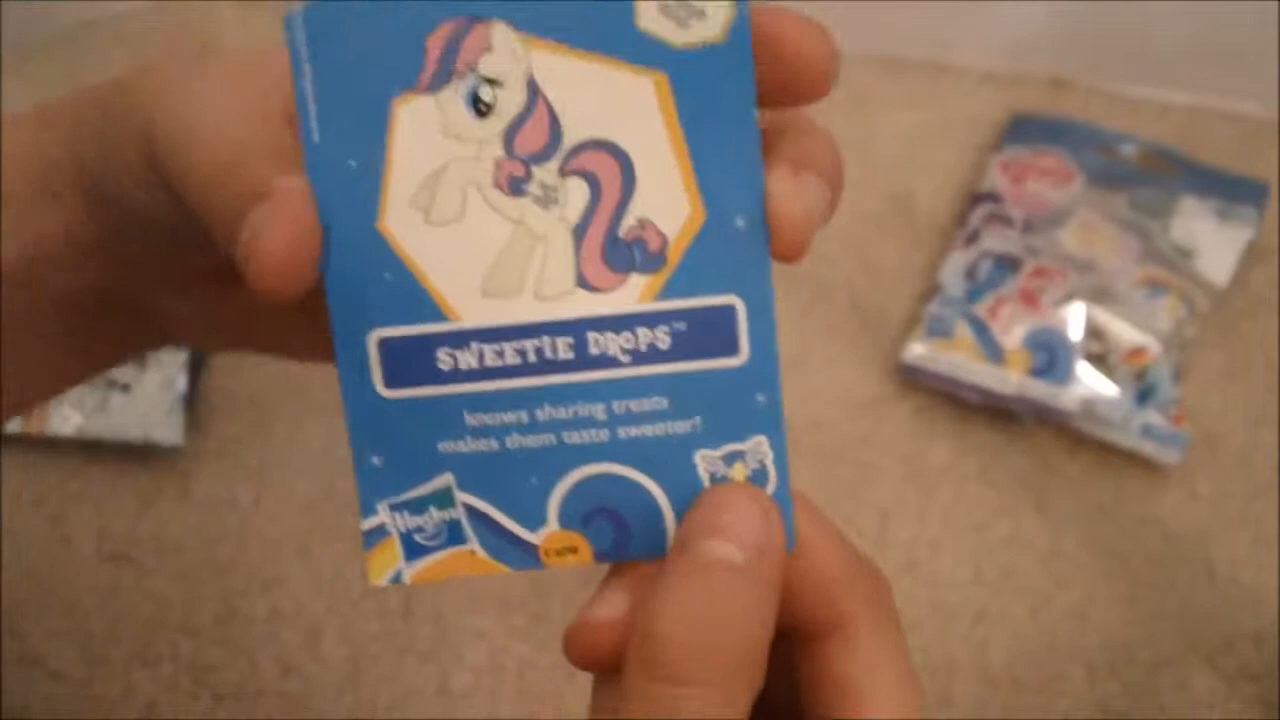 SWEETIE DROPS™
knows sharing treats
makes them taste sweeter!
Hasbro